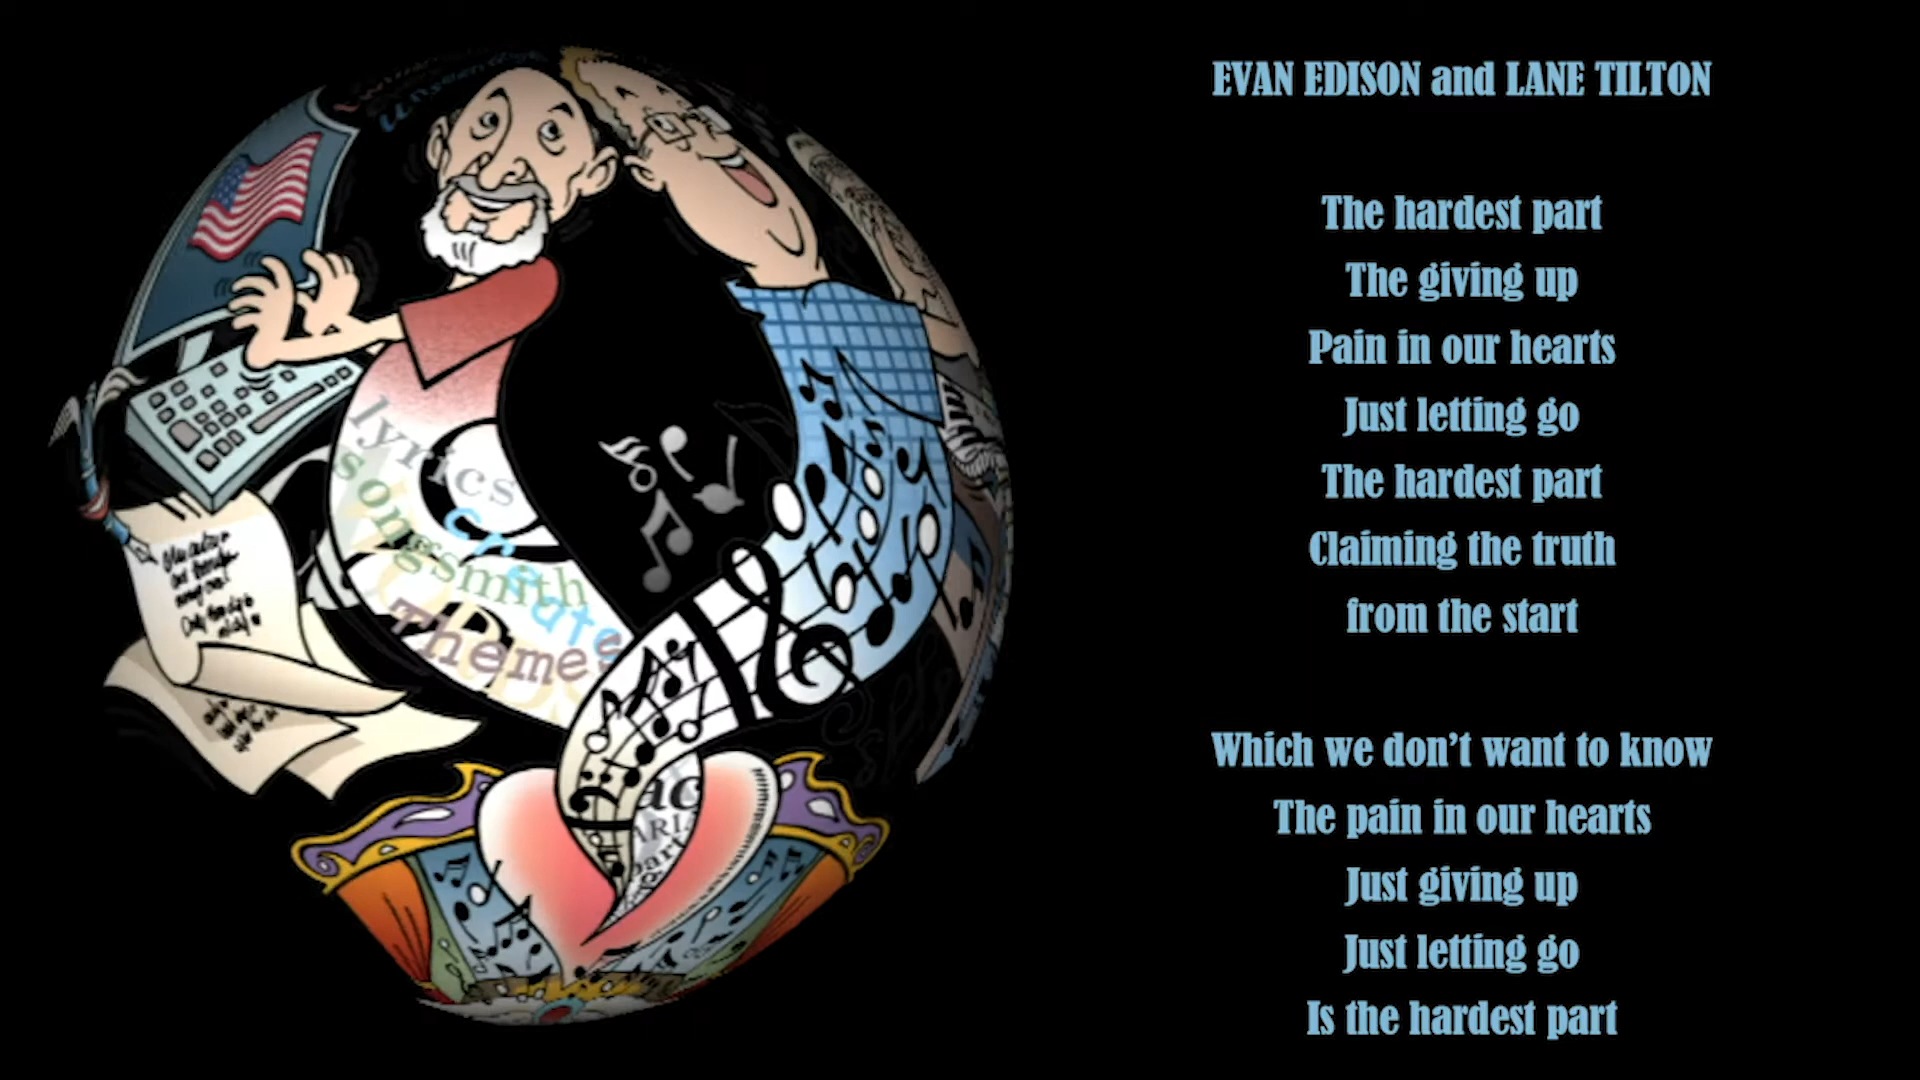 EVAN EDISON and LANE TILTON
The hardest part
The giving up
Pain in our hearts
Just letting go
The hardest part
Claiming the truth
from the start
Which we don't want to know
The pain in our hearts
Just giving up
Just letting go
Is the hardest part
lyrics
create
songsmith
Themes